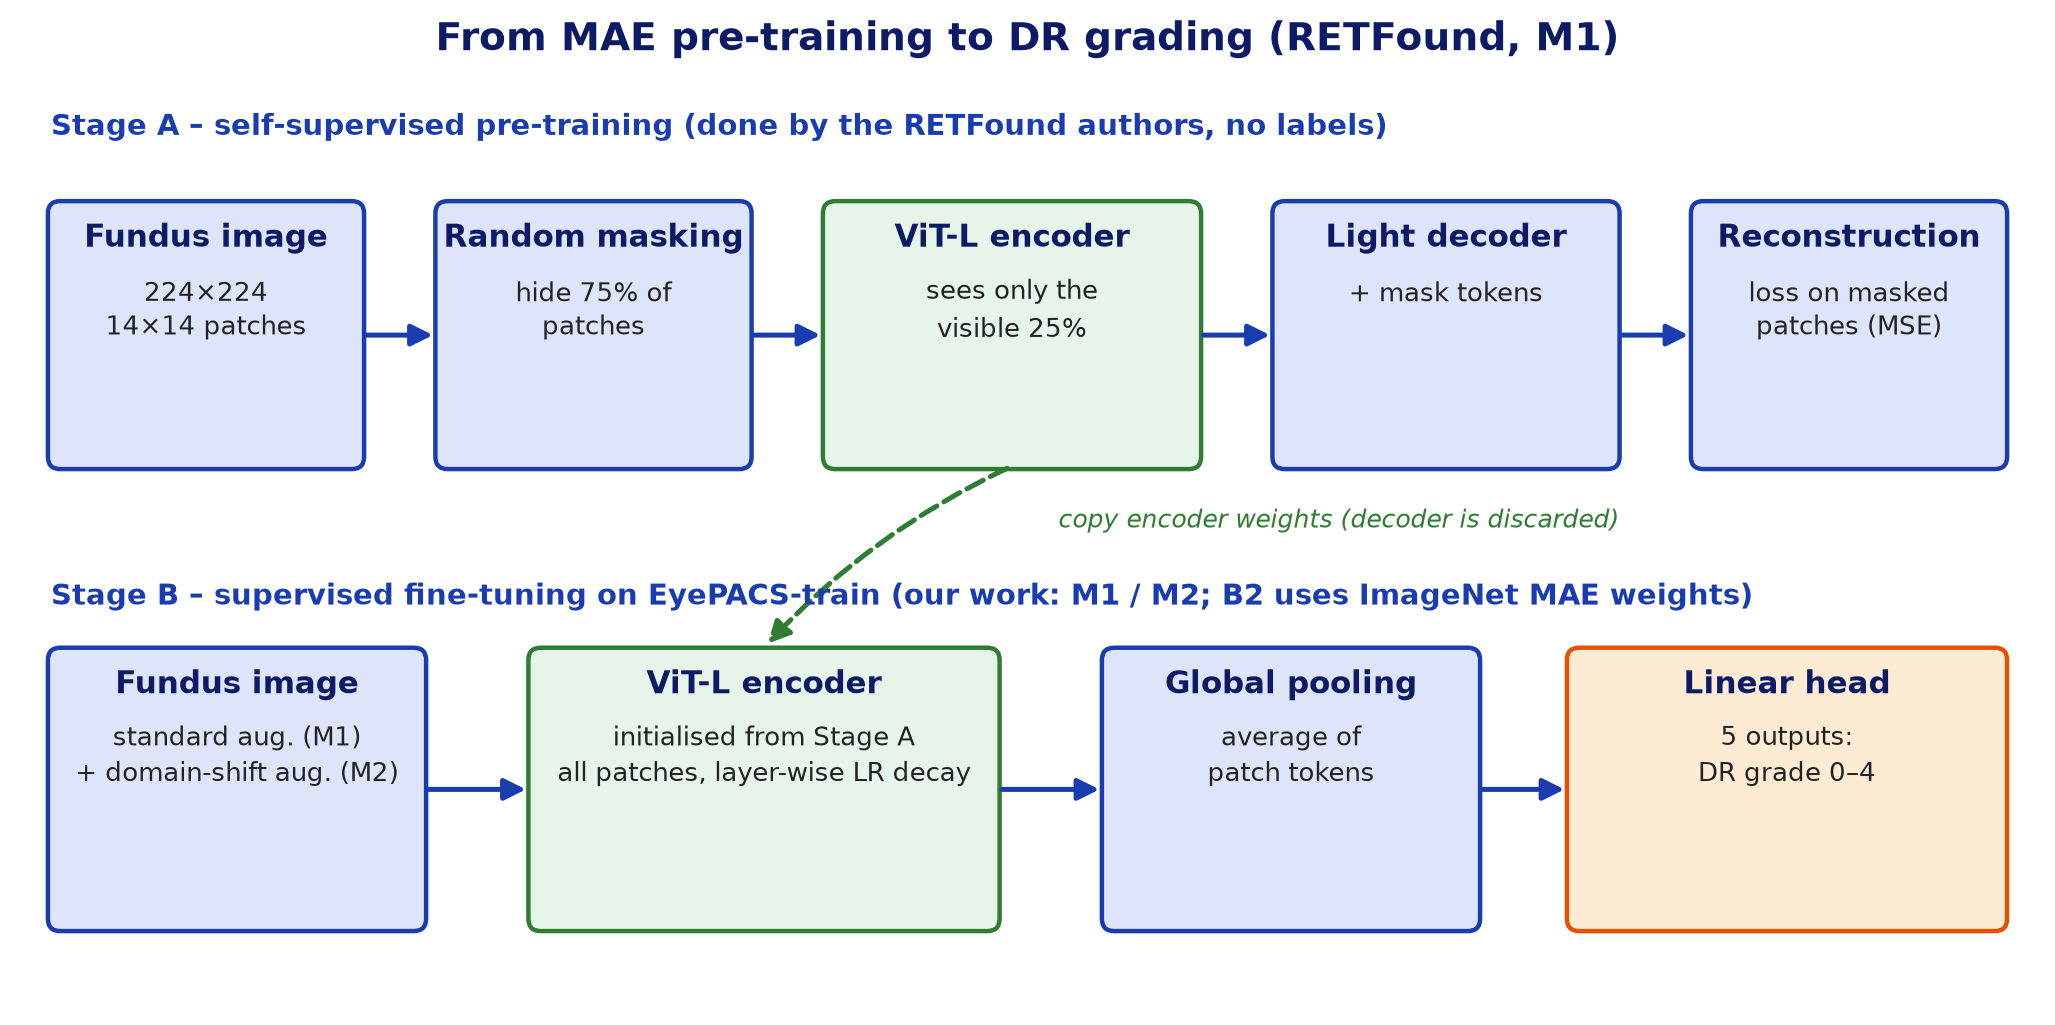 From MAE pre-training to DR grading (RETFound, M1)
Stage A – self-supervised pre-training (done by the RETFound authors, no labels)
Fundus image
224×224
14×14 patches
Random masking
hide 75% of
patches
ViT-L encoder
sees only the
visible 25%
Light decoder
+ mask tokens
Reconstruction
loss on masked
patches (MSE)
copy encoder weights (decoder is discarded)
Stage B – supervised fine-tuning on EyePACS-train (our work: M1 / M2; B2 uses ImageNet MAE weights)
Fundus image
standard aug. (M1)
+ domain-shift aug. (M2)
ViT-L encoder
initialised from Stage A
all patches, layer-wise LR decay
Global pooling
average of
patch tokens
Linear head
5 outputs:
DR grade 0–4